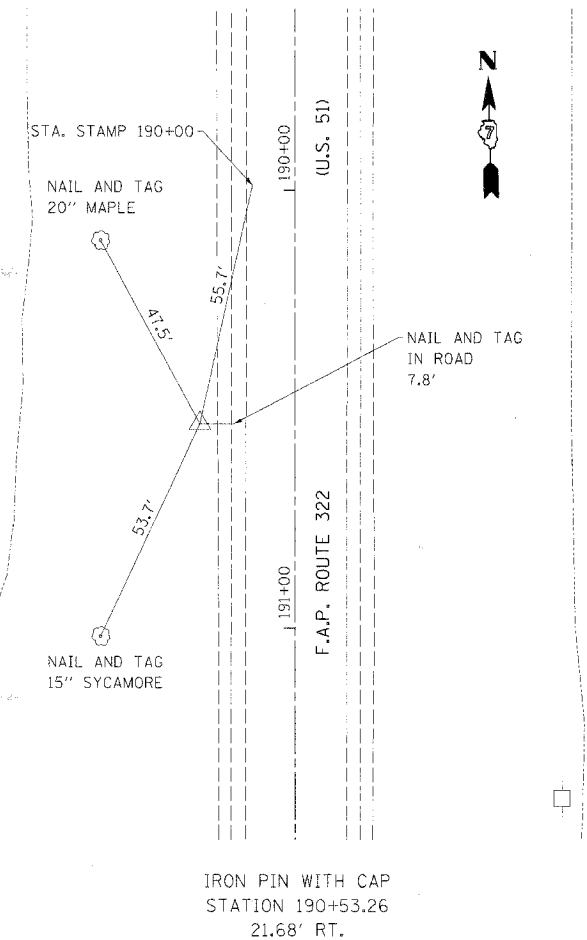 N
7
STA. STAMP 190+00
190+00
(U.S. 51)
NAIL AND TAG
20" MAPLE
55.7'
47.5'
NAIL AND TAG
IN ROAD
7.8'
53.7'
191+00
F.A.P. ROUTE 322
NAIL AND TAG
15" SYCAMORE
IRON PIN WITH CAP
STATION 190+53.26
21.68' RT.